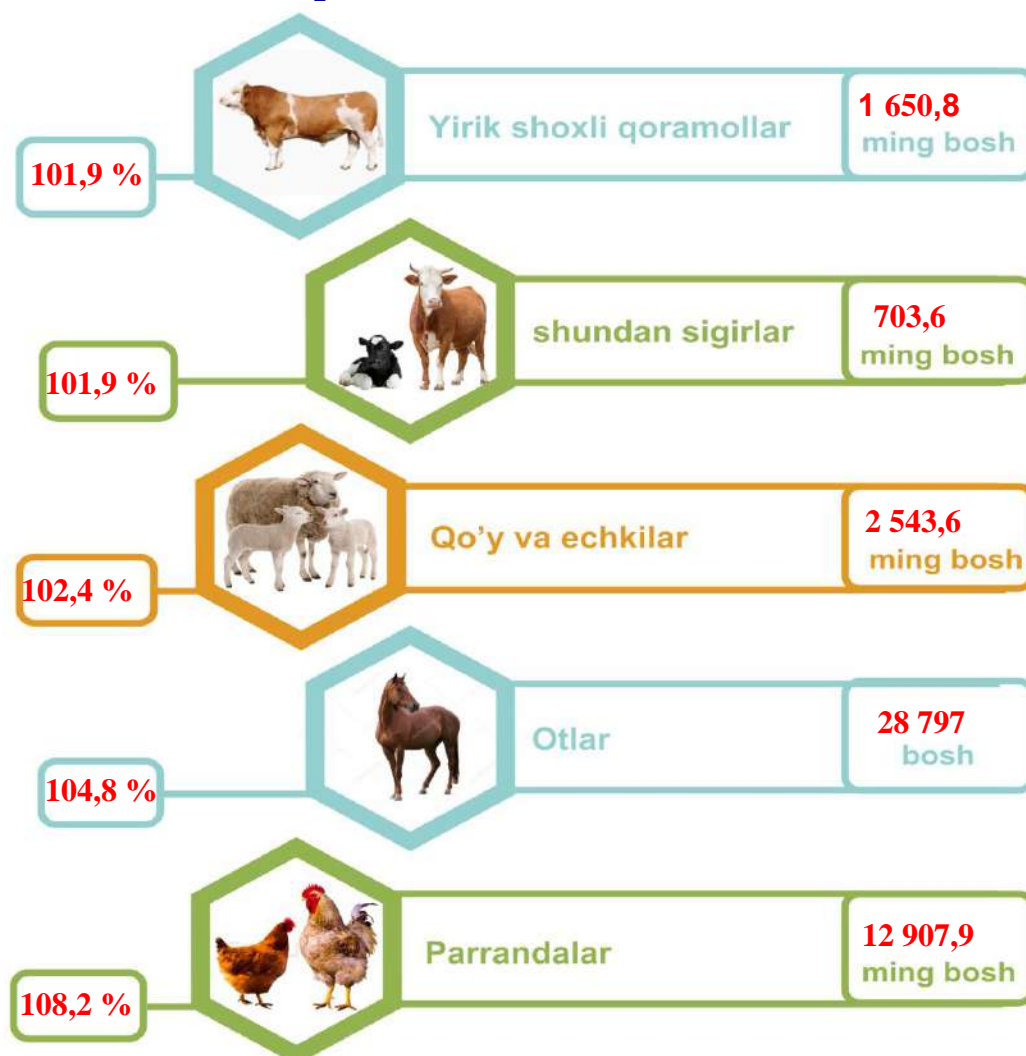 Yirik shoxli qoramollar
1 650,8
ming bosh
101,9 %
shundan sigirlar
703,6
ming bosh
101,9 %
Qo'y va echkilar
2 543,6
ming bosh
102,4 %
Otlar
28 797
bosh
104,8 %
Parrandalar
12 907,9
ming bosh
108,2 %